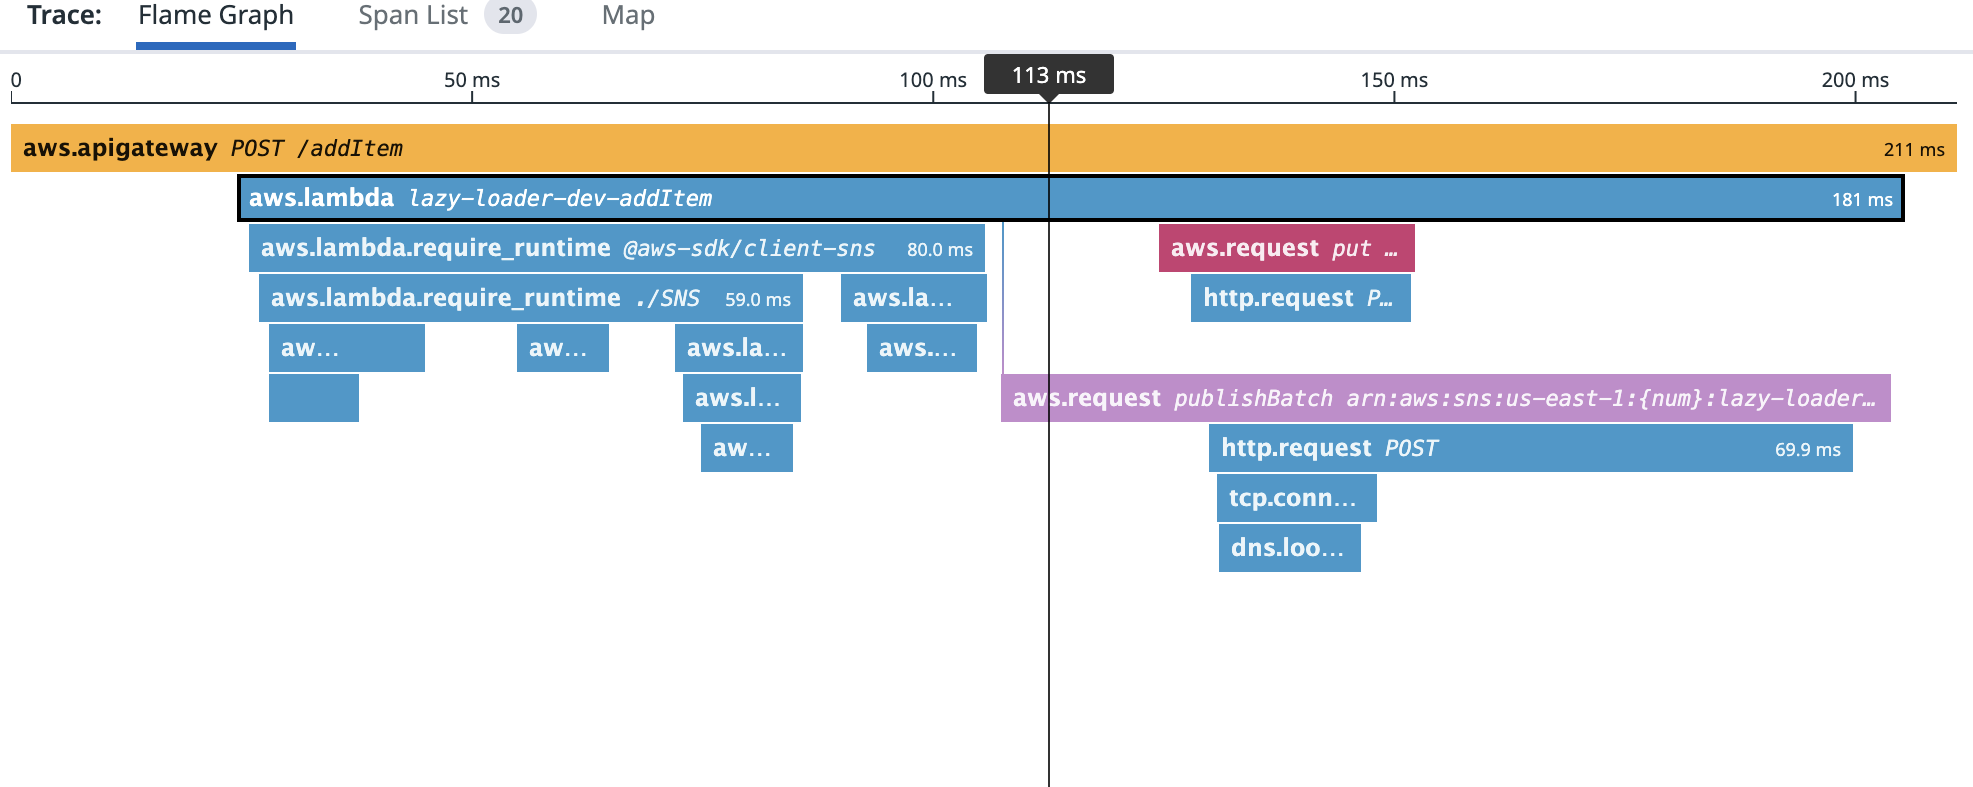 Trace: Flame Graph Span List 20 Map
0 50 ms 100 ms 113 ms 150 ms 200 ms
aws.apigateway POST /addItem 211 ms
aws.lambda lazy-loader-dev-addItem 181 ms
aws.lambda.require_runtime @aws-sdk/client-sns 80.0 ms aws.request put …
aws.lambda.require_runtime ./SNS 59.0 ms aws.la… http.request P…
aw… aw… aws.la… aws.…
aws.l… aws.request publishBatch arn:aws:sns:us-east-1:{num}:lazy-loader…
aw… http.request POST 69.9 ms
tcp.conn…
dns.loo…